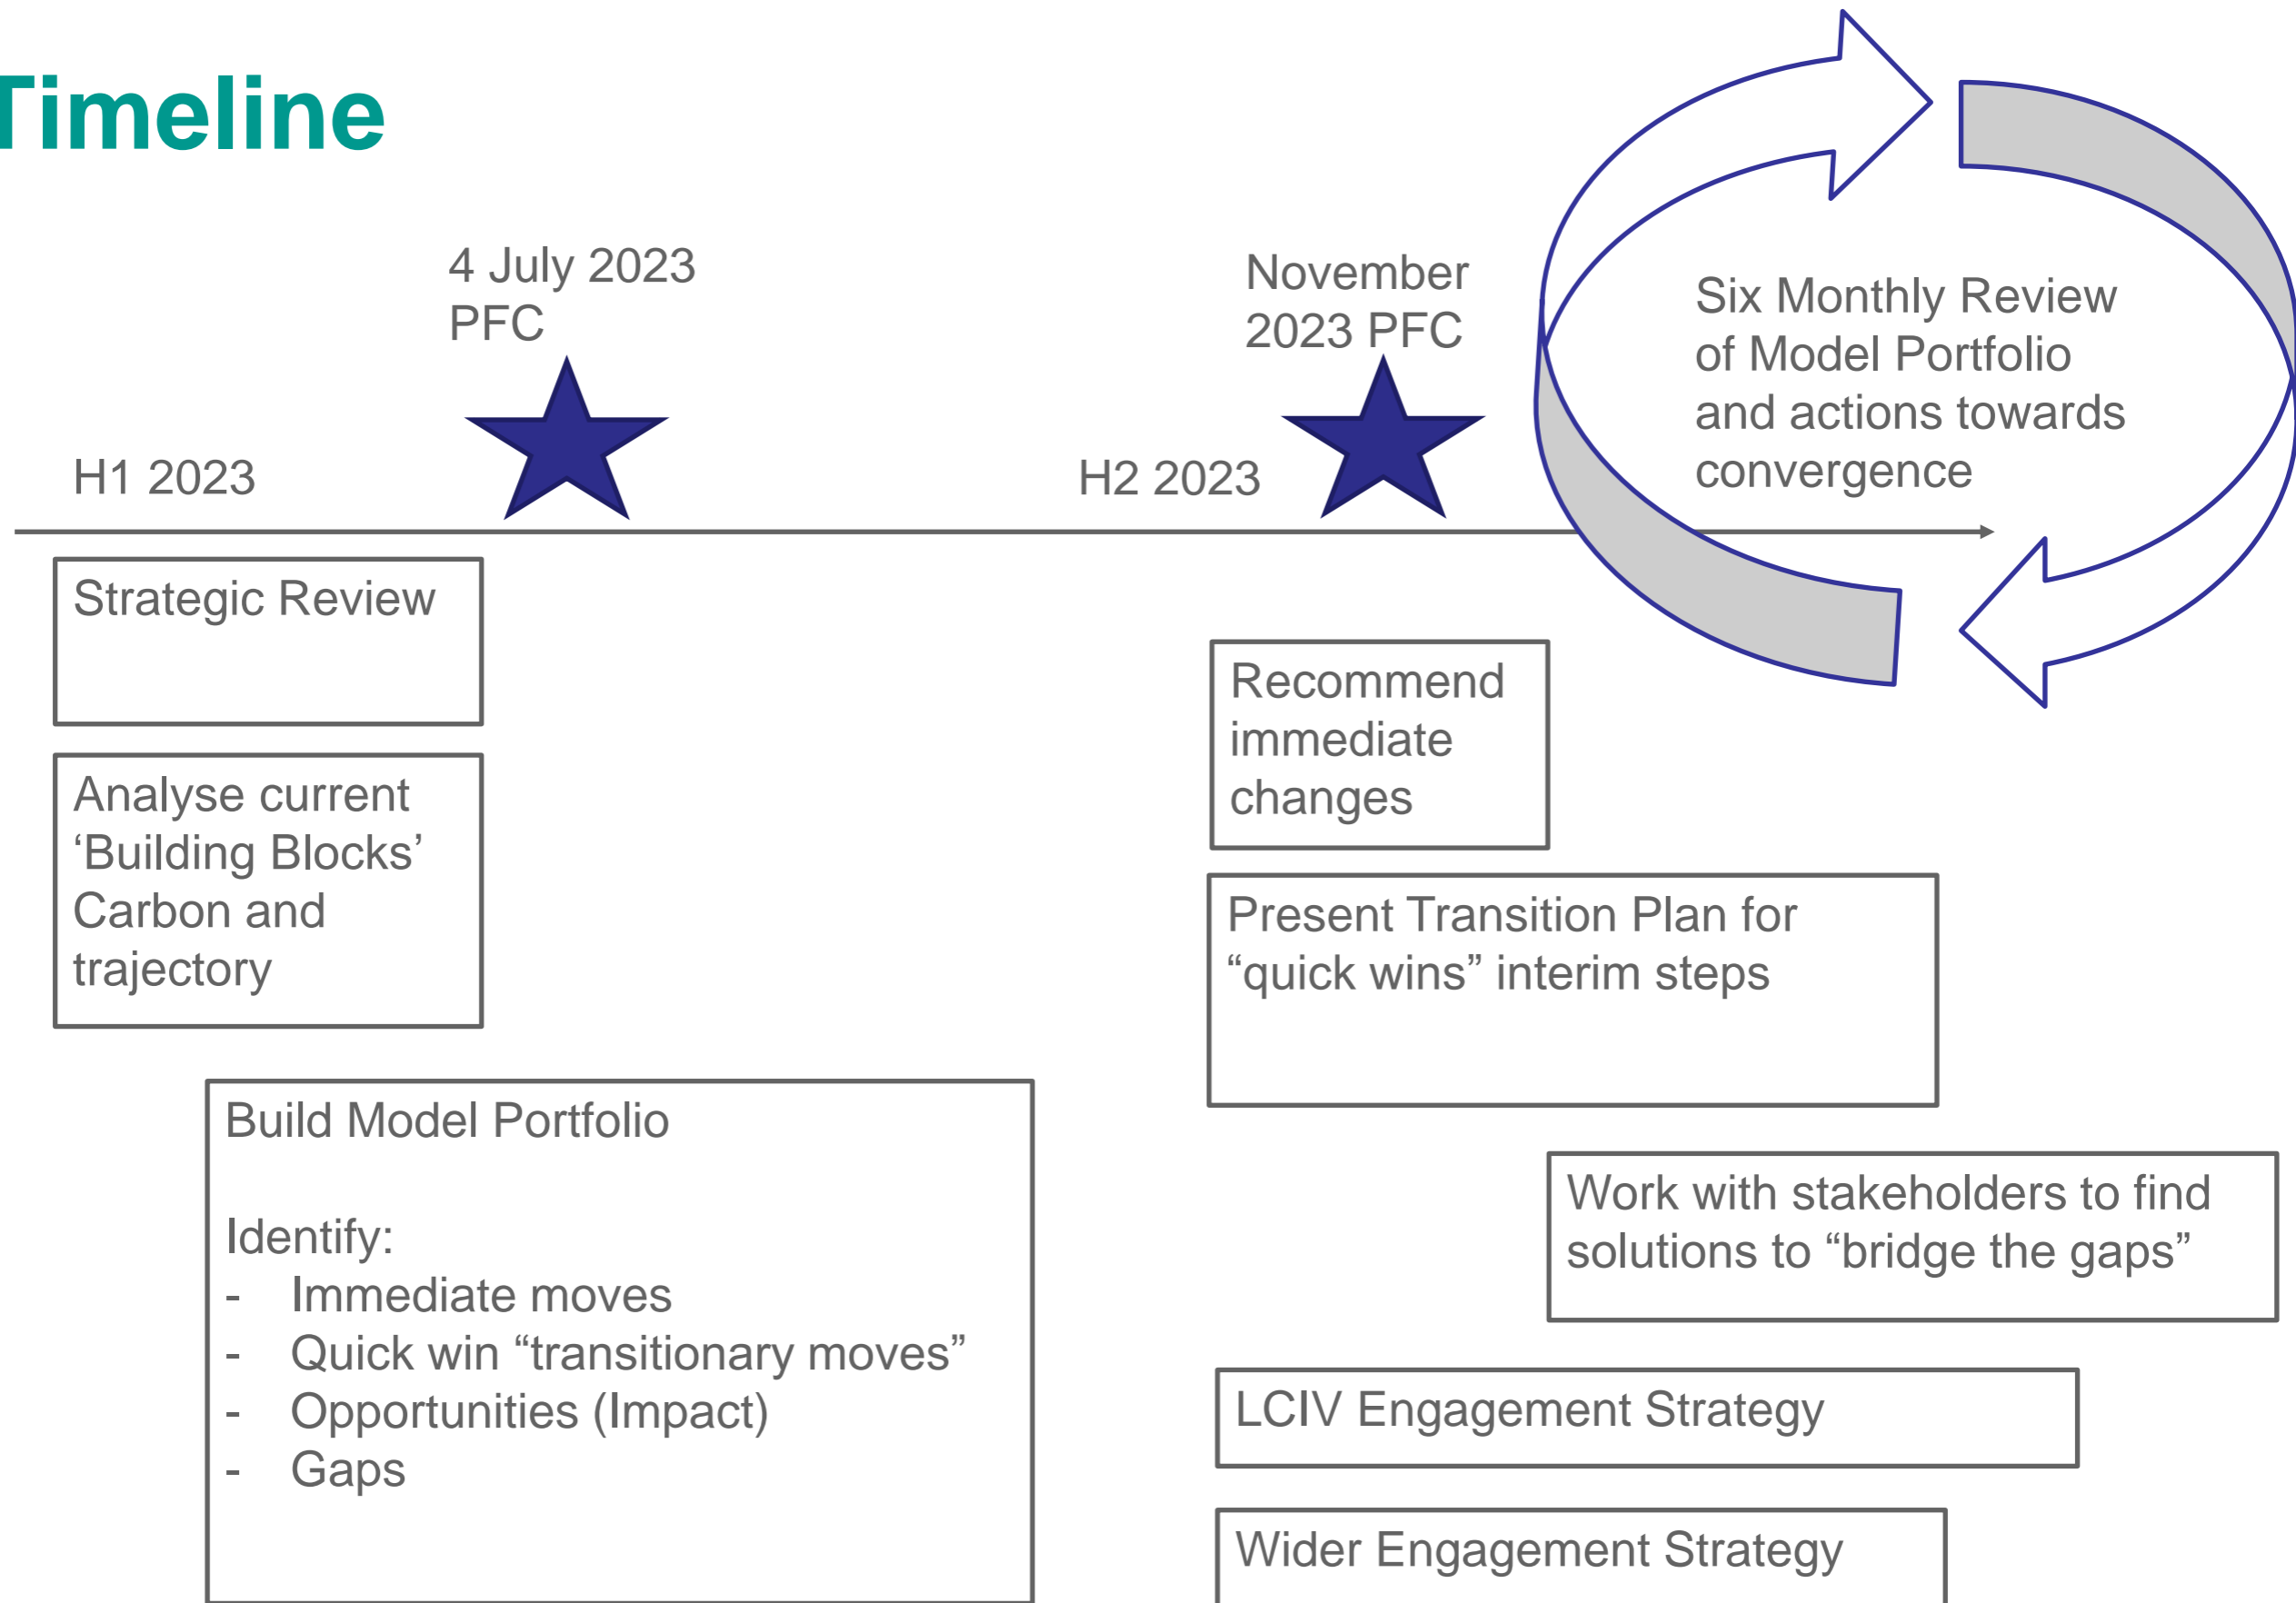 Timeline
4 July 2023
PFC
November
2023 PFC
Six Monthly Review
of Model Portfolio
and actions towards
convergence
H1 2023
H2 2023
Strategic Review
Analyse current
‘Building Blocks’
Carbon and
trajectory
Recommend
immediate
changes
Present Transition Plan for
“quick wins” interim steps
Build Model Portfolio
Identify:
- Immediate moves
- Quick win “transitionary moves”
- Opportunities (Impact)
- Gaps
Work with stakeholders to find
solutions to “bridge the gaps”
LCIV Engagement Strategy
Wider Engagement Strategy